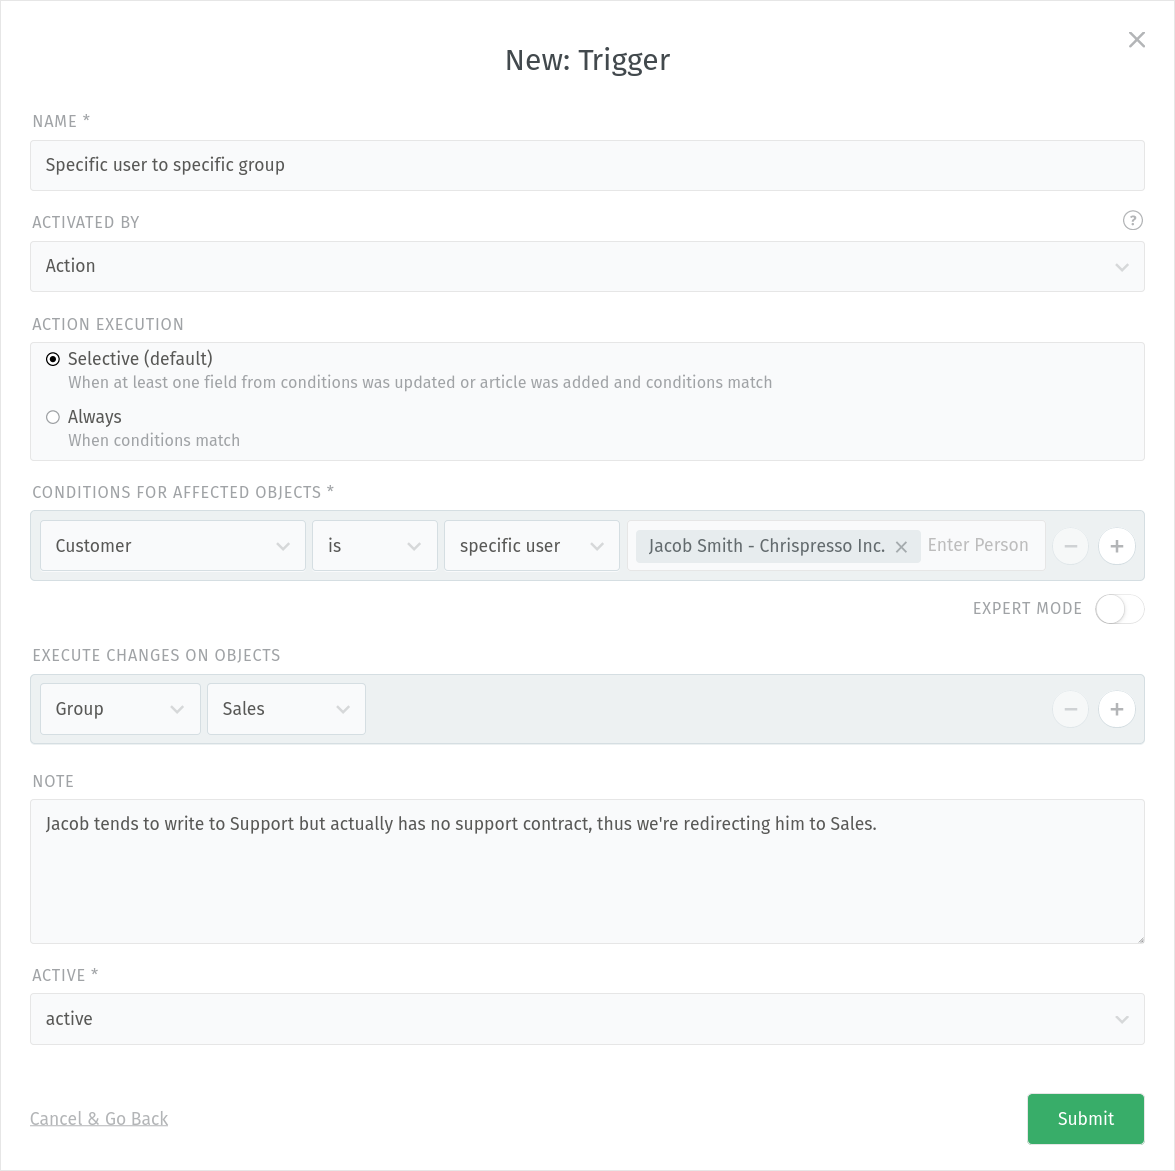 New: Trigger
NAME *
Specific user to specific group
ACTIVATED BY
?
Action
ACTION EXECUTION
Selective (default)
When at least one field from conditions was updated or article was added and conditions match
Always
When conditions match
CONDITIONS FOR AFFECTED OBJECTS *
Customer is specific user Jacob Smith - Chrispresso Inc. Enter Person
EXPERT MODE
EXECUTE CHANGES ON OBJECTS
Group Sales
NOTE
Jacob tends to write to Support but actually has no support contract, thus we're redirecting him to Sales.
ACTIVE *
active
Cancel & Go Back Submit